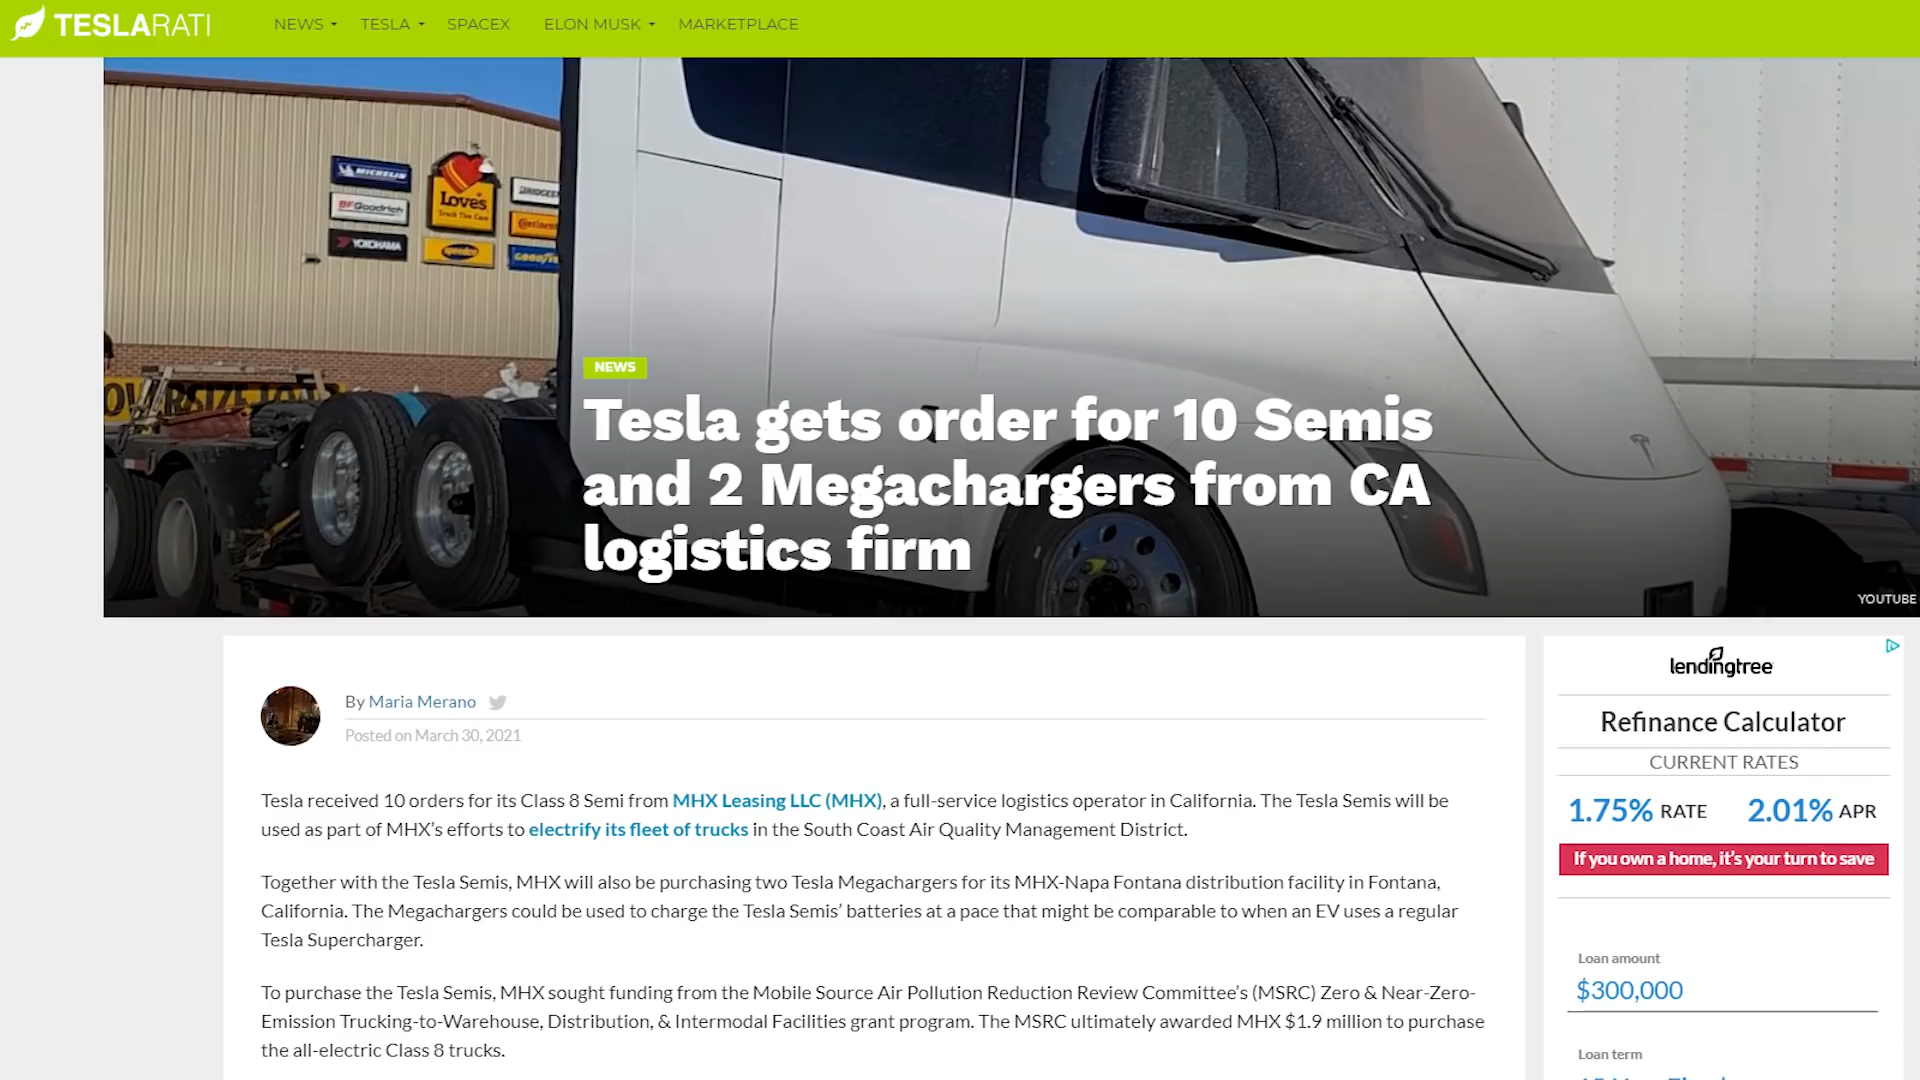 TESLARATI
NEWS
TESLA
SPACEX
ELON MUSK
MARKETPLACE
MICHELIN
BFGoodrich
YOKOHAMA
Loves
Truck Tire Care
Speedco
Continental
OVERSIZE LOAD
NEWS
Tesla gets order for 10 Semis
and 2 Megachargers from CA
logistics firm
YOUTUBE
By Maria Merano
Posted on March 30, 2021
Tesla received 10 orders for its Class 8 Semi from MHX Leasing LLC (MHX), a full-service logistics operator in California. The Tesla Semis will be
used as part of MHX’s efforts to electrify its fleet of trucks in the South Coast Air Quality Management District.
Together with the Tesla Semis, MHX will also be purchasing two Tesla Megachargers for its MHX-Napa Fontana distribution facility in Fontana,
California. The Megachargers could be used to charge the Tesla Semis’ batteries at a pace that might be comparable to when an EV uses a regular
Tesla Supercharger.
To purchase the Tesla Semis, MHX sought funding from the Mobile Source Air Pollution Reduction Review Committee’s (MSRC) Zero & Near-Zero-
Emission Trucking-to-Warehouse, Distribution, & Intermodal Facilities grant program. The MSRC ultimately awarded MHX $1.9 million to purchase
the all-electric Class 8 trucks.
lendingtree
Refinance Calculator
CURRENT RATES
1.75% RATE 2.01% APR
If you own a home, it’s your turn to save
Loan amount
$300,000
Loan term